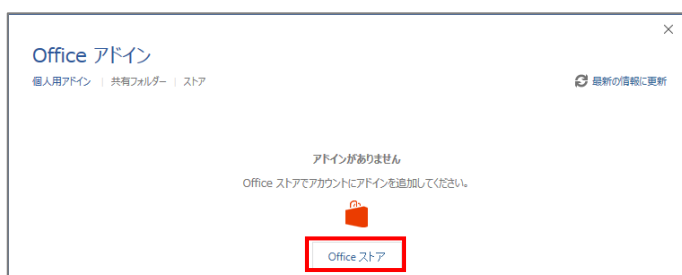 Office アドイン
個人用アドイン | 共有フォルダー | ストア
最新の情報に更新
アドインがありません
Office ストアでアカウントにアドインを追加してください。
Office ストア